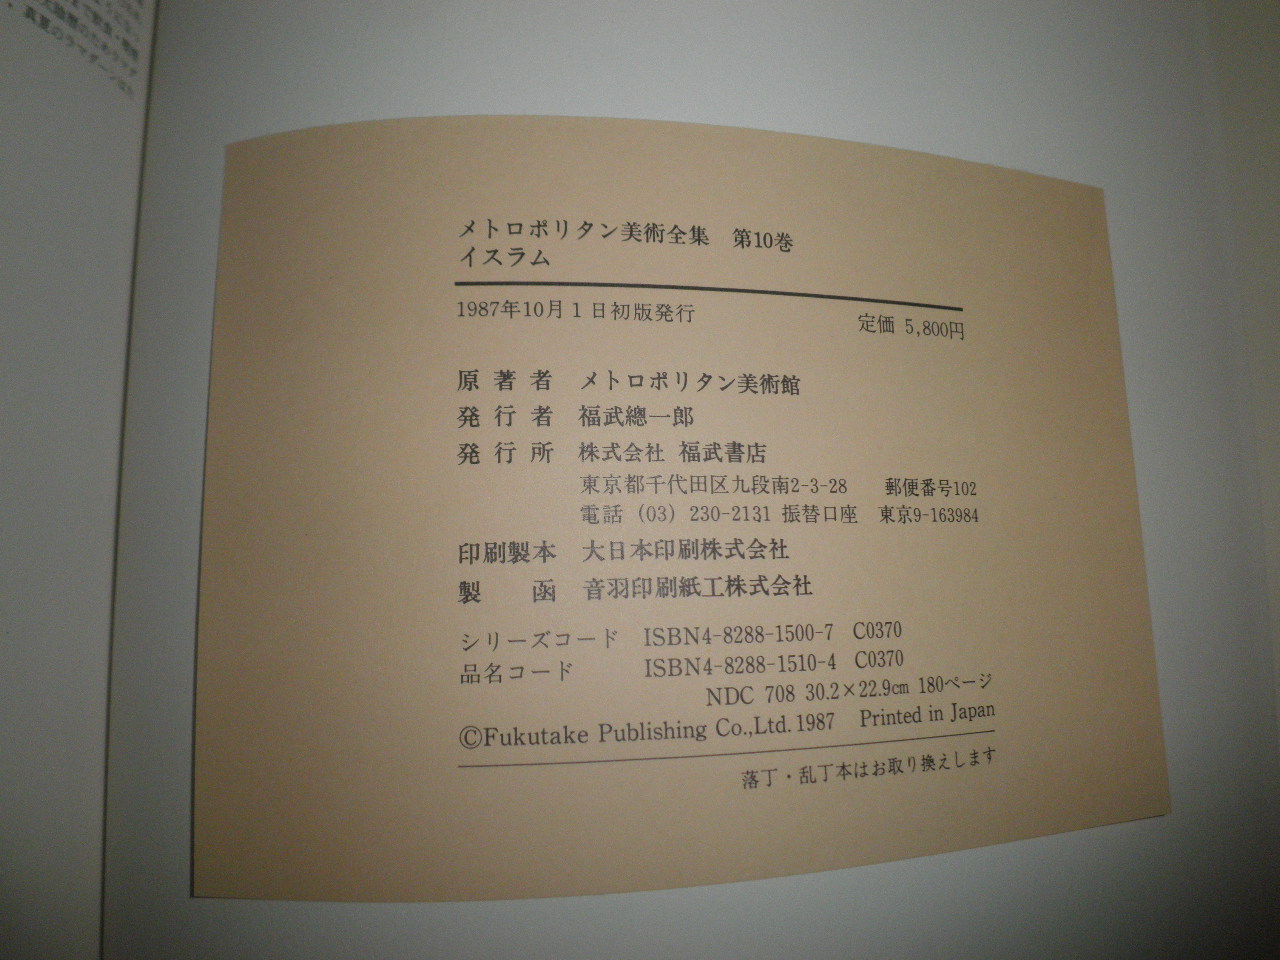 メトロポリタン美術全集 第10巻
イスラム
1987年10月1日初版発行 定価 5,800円
原著者 メトロポリタン美術館
発行者 福武總一郎
発行所 株式会社 福武書店
東京都千代田区九段南2-3-28 郵便番号102
電話 (03) 230-2131 振替口座 東京9-163984
印刷製本 大日本印刷株式会社
製函 音羽印刷紙工株式会社
シリーズコード ISBN4-8288-1500-7 C0370
品名コード ISBN4-8288-1510-4 C0370
NDC 708 30.2×22.9cm 180ページ
©Fukutake Publishing Co.,Ltd. 1987 Printed in Japan
落丁・乱丁本はお取り換えします